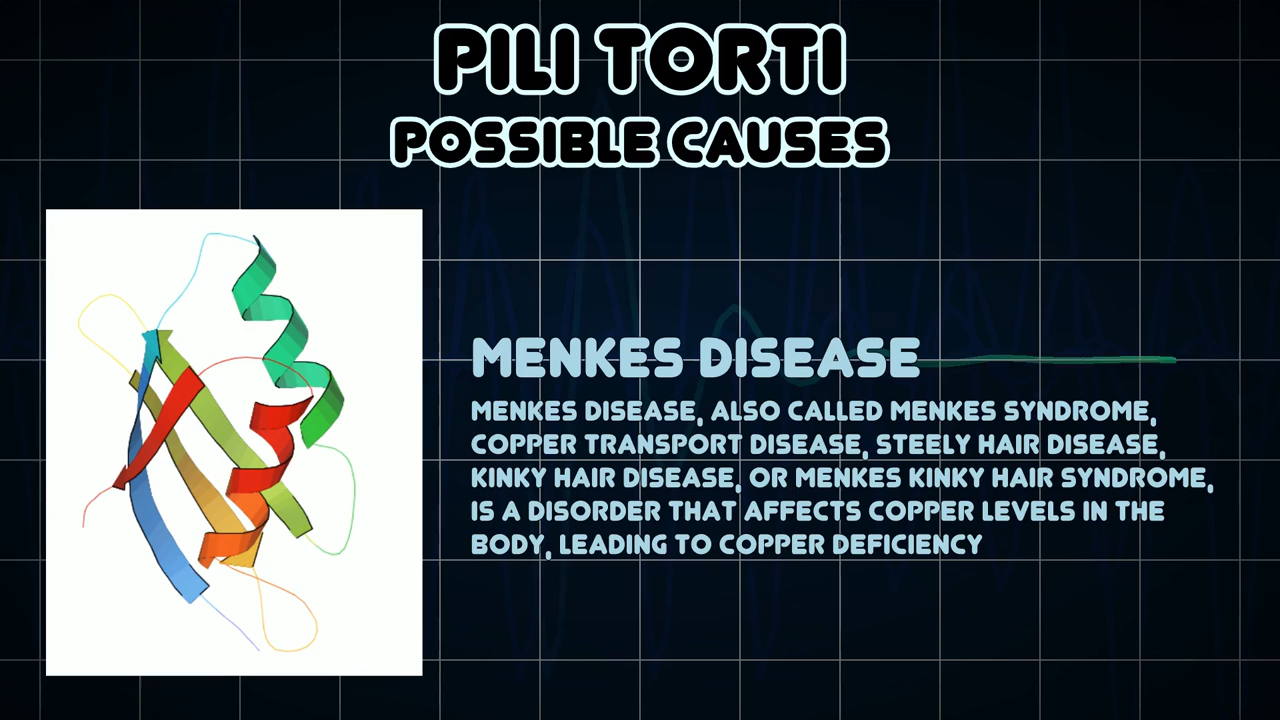 PILI TORTI
POSSIBLE CAUSES
MENKES DISEASE
MENKES DISEASE, ALSO CALLED MENKES SYNDROME,
COPPER TRANSPORT DISEASE, STEELY HAIR DISEASE,
KINKY HAIR DISEASE, OR MENKES KINKY HAIR SYNDROME,
IS A DISORDER THAT AFFECTS COPPER LEVELS IN THE
BODY, LEADING TO COPPER DEFICIENCY